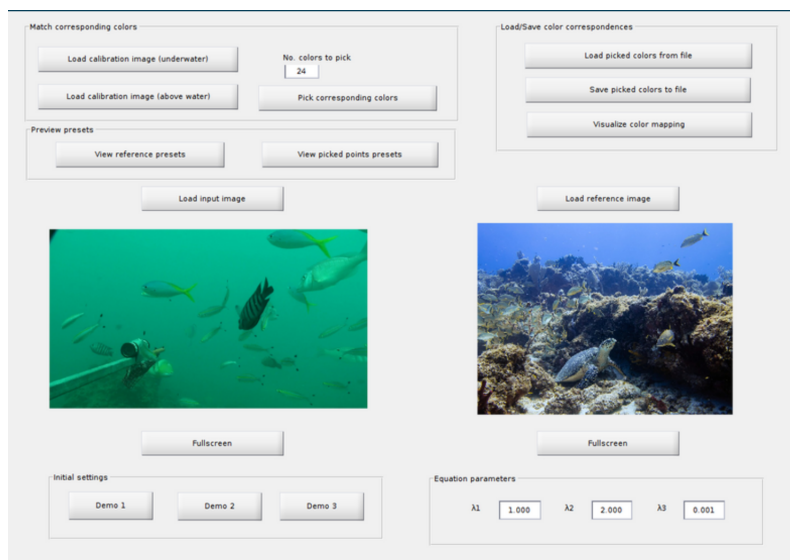 Match corresponding colors
Load calibration image (underwater)
No. colors to pick
24
Load calibration image (above water)
Pick corresponding colors
Load/Save color correspondences
Load picked colors from file
Save picked colors to file
Visualize color mapping
Preview presets
View reference presets
View picked points presets
Load input image
Load reference image
Fullscreen
Fullscreen
Initial settings
Demo 1
Demo 2
Demo 3
Equation parameters
λ1
1.000
λ2
2.000
λ3
0.001